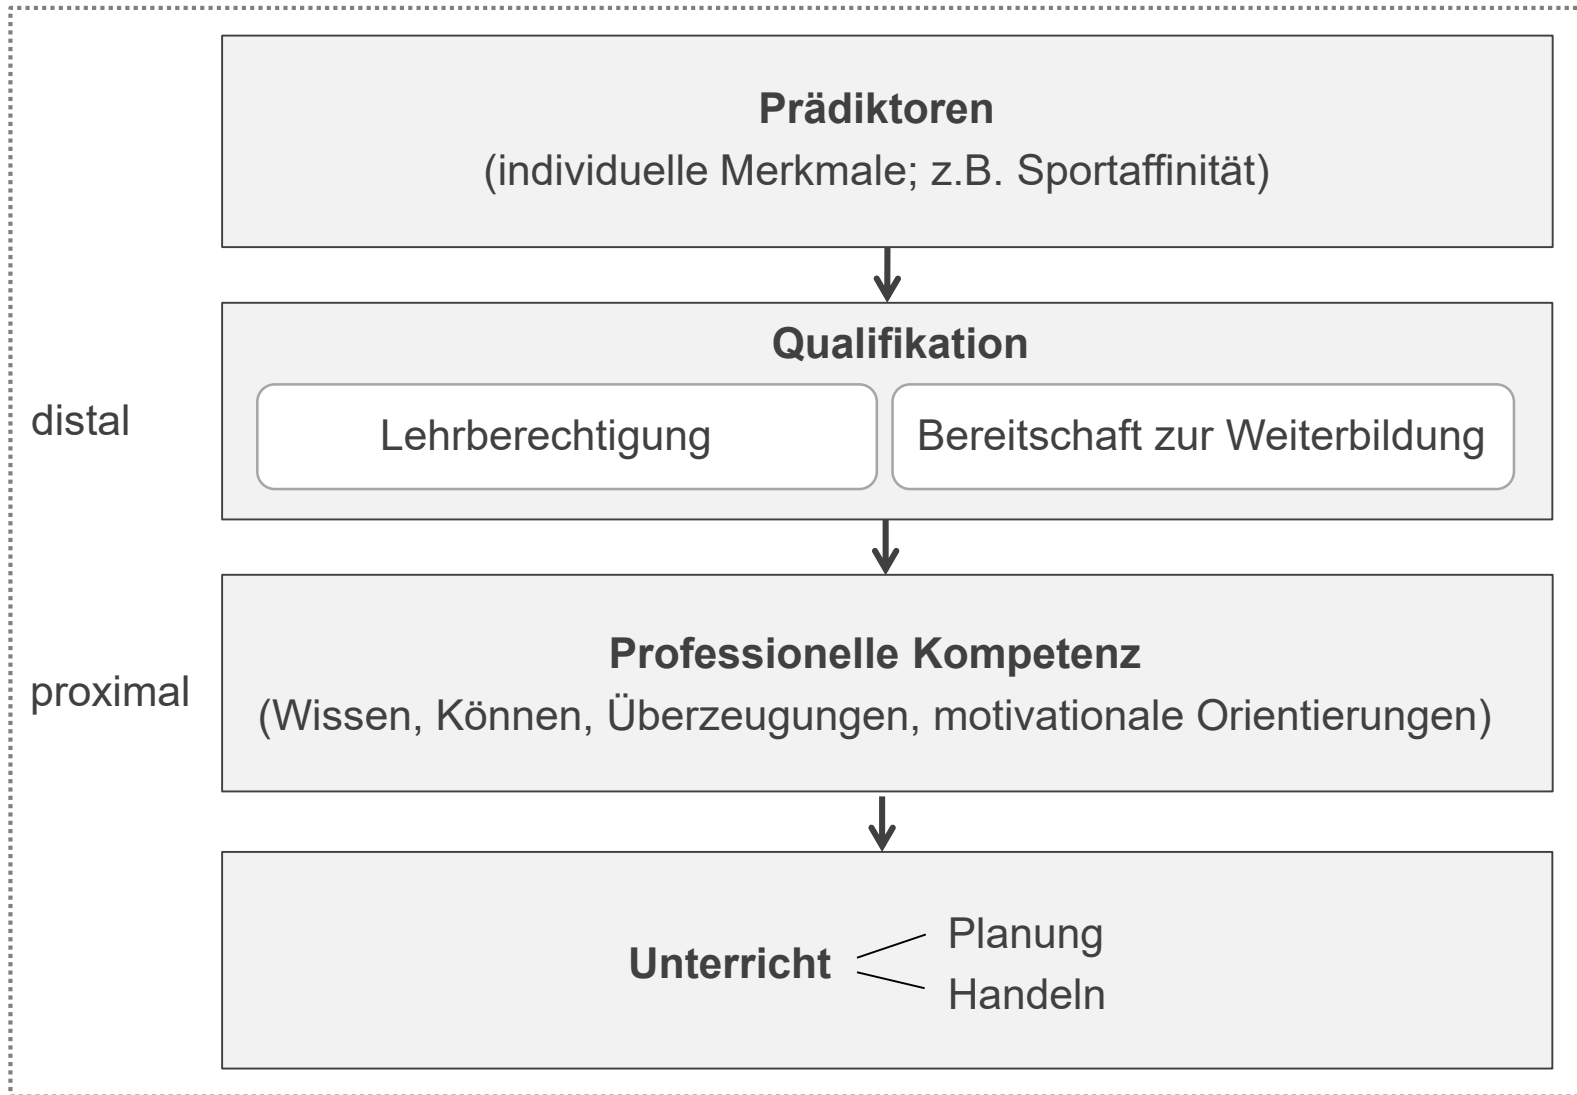 Prädiktoren
(individuelle Merkmale; z.B. Sportaffinität)
Qualifikation
distal
Lehrberechtigung
Bereitschaft zur Weiterbildung
Professionelle Kompetenz
proximal
(Wissen, Können, Überzeugungen, motivationale Orientierungen)
Unterricht
Planung
Handeln